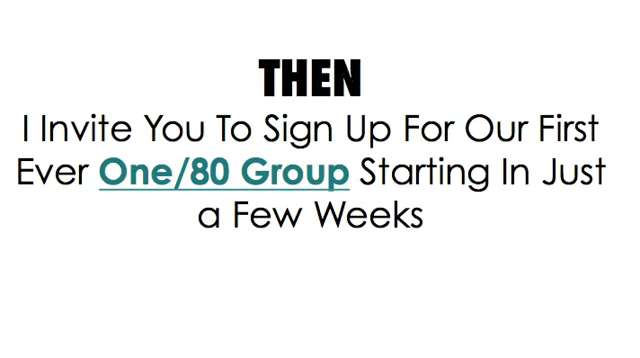 THEN
I Invite You To Sign Up For Our First
Ever One/80 Group Starting In Just
a Few Weeks